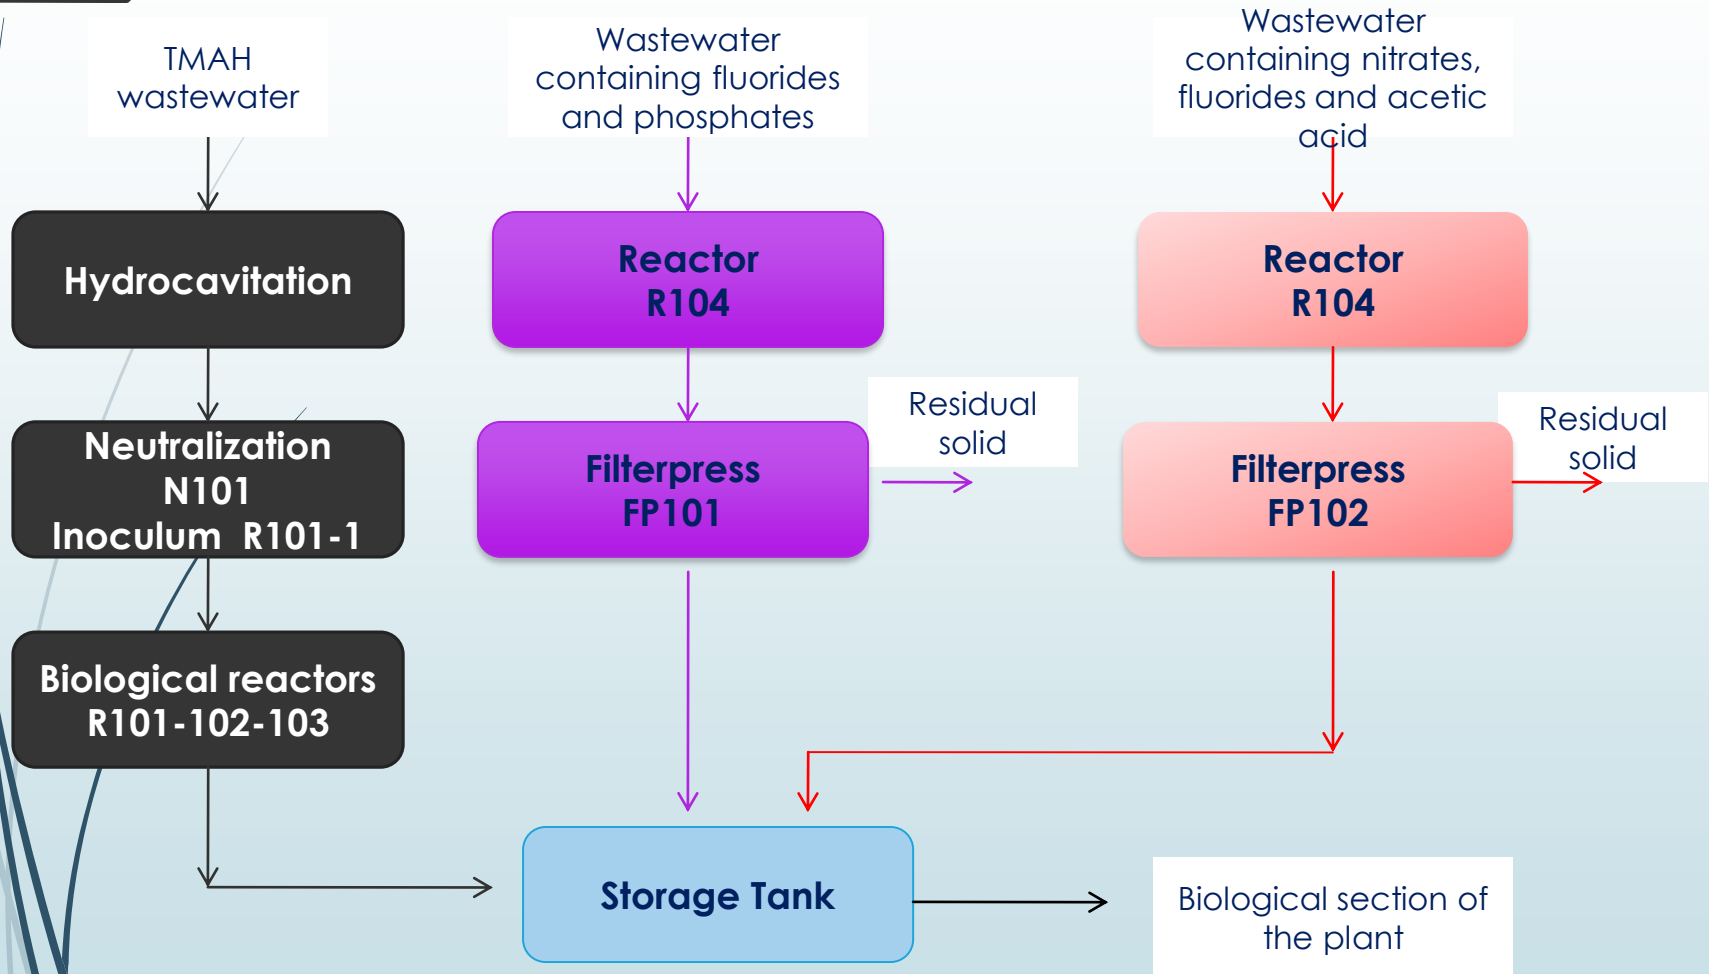 TMAH
wastewater
Wastewater
containing fluorides
and phosphates
Wastewater
containing nitrates,
fluorides and acetic
acid
Hydrocavitation
Reactor
R104
Reactor
R104
Neutralization
N101
Inoculum R101-1
Filterpress
FP101
Residual
solid
Filterpress
FP102
Residual
solid
Biological reactors
R101-102-103
Storage Tank
Biological section of
the plant